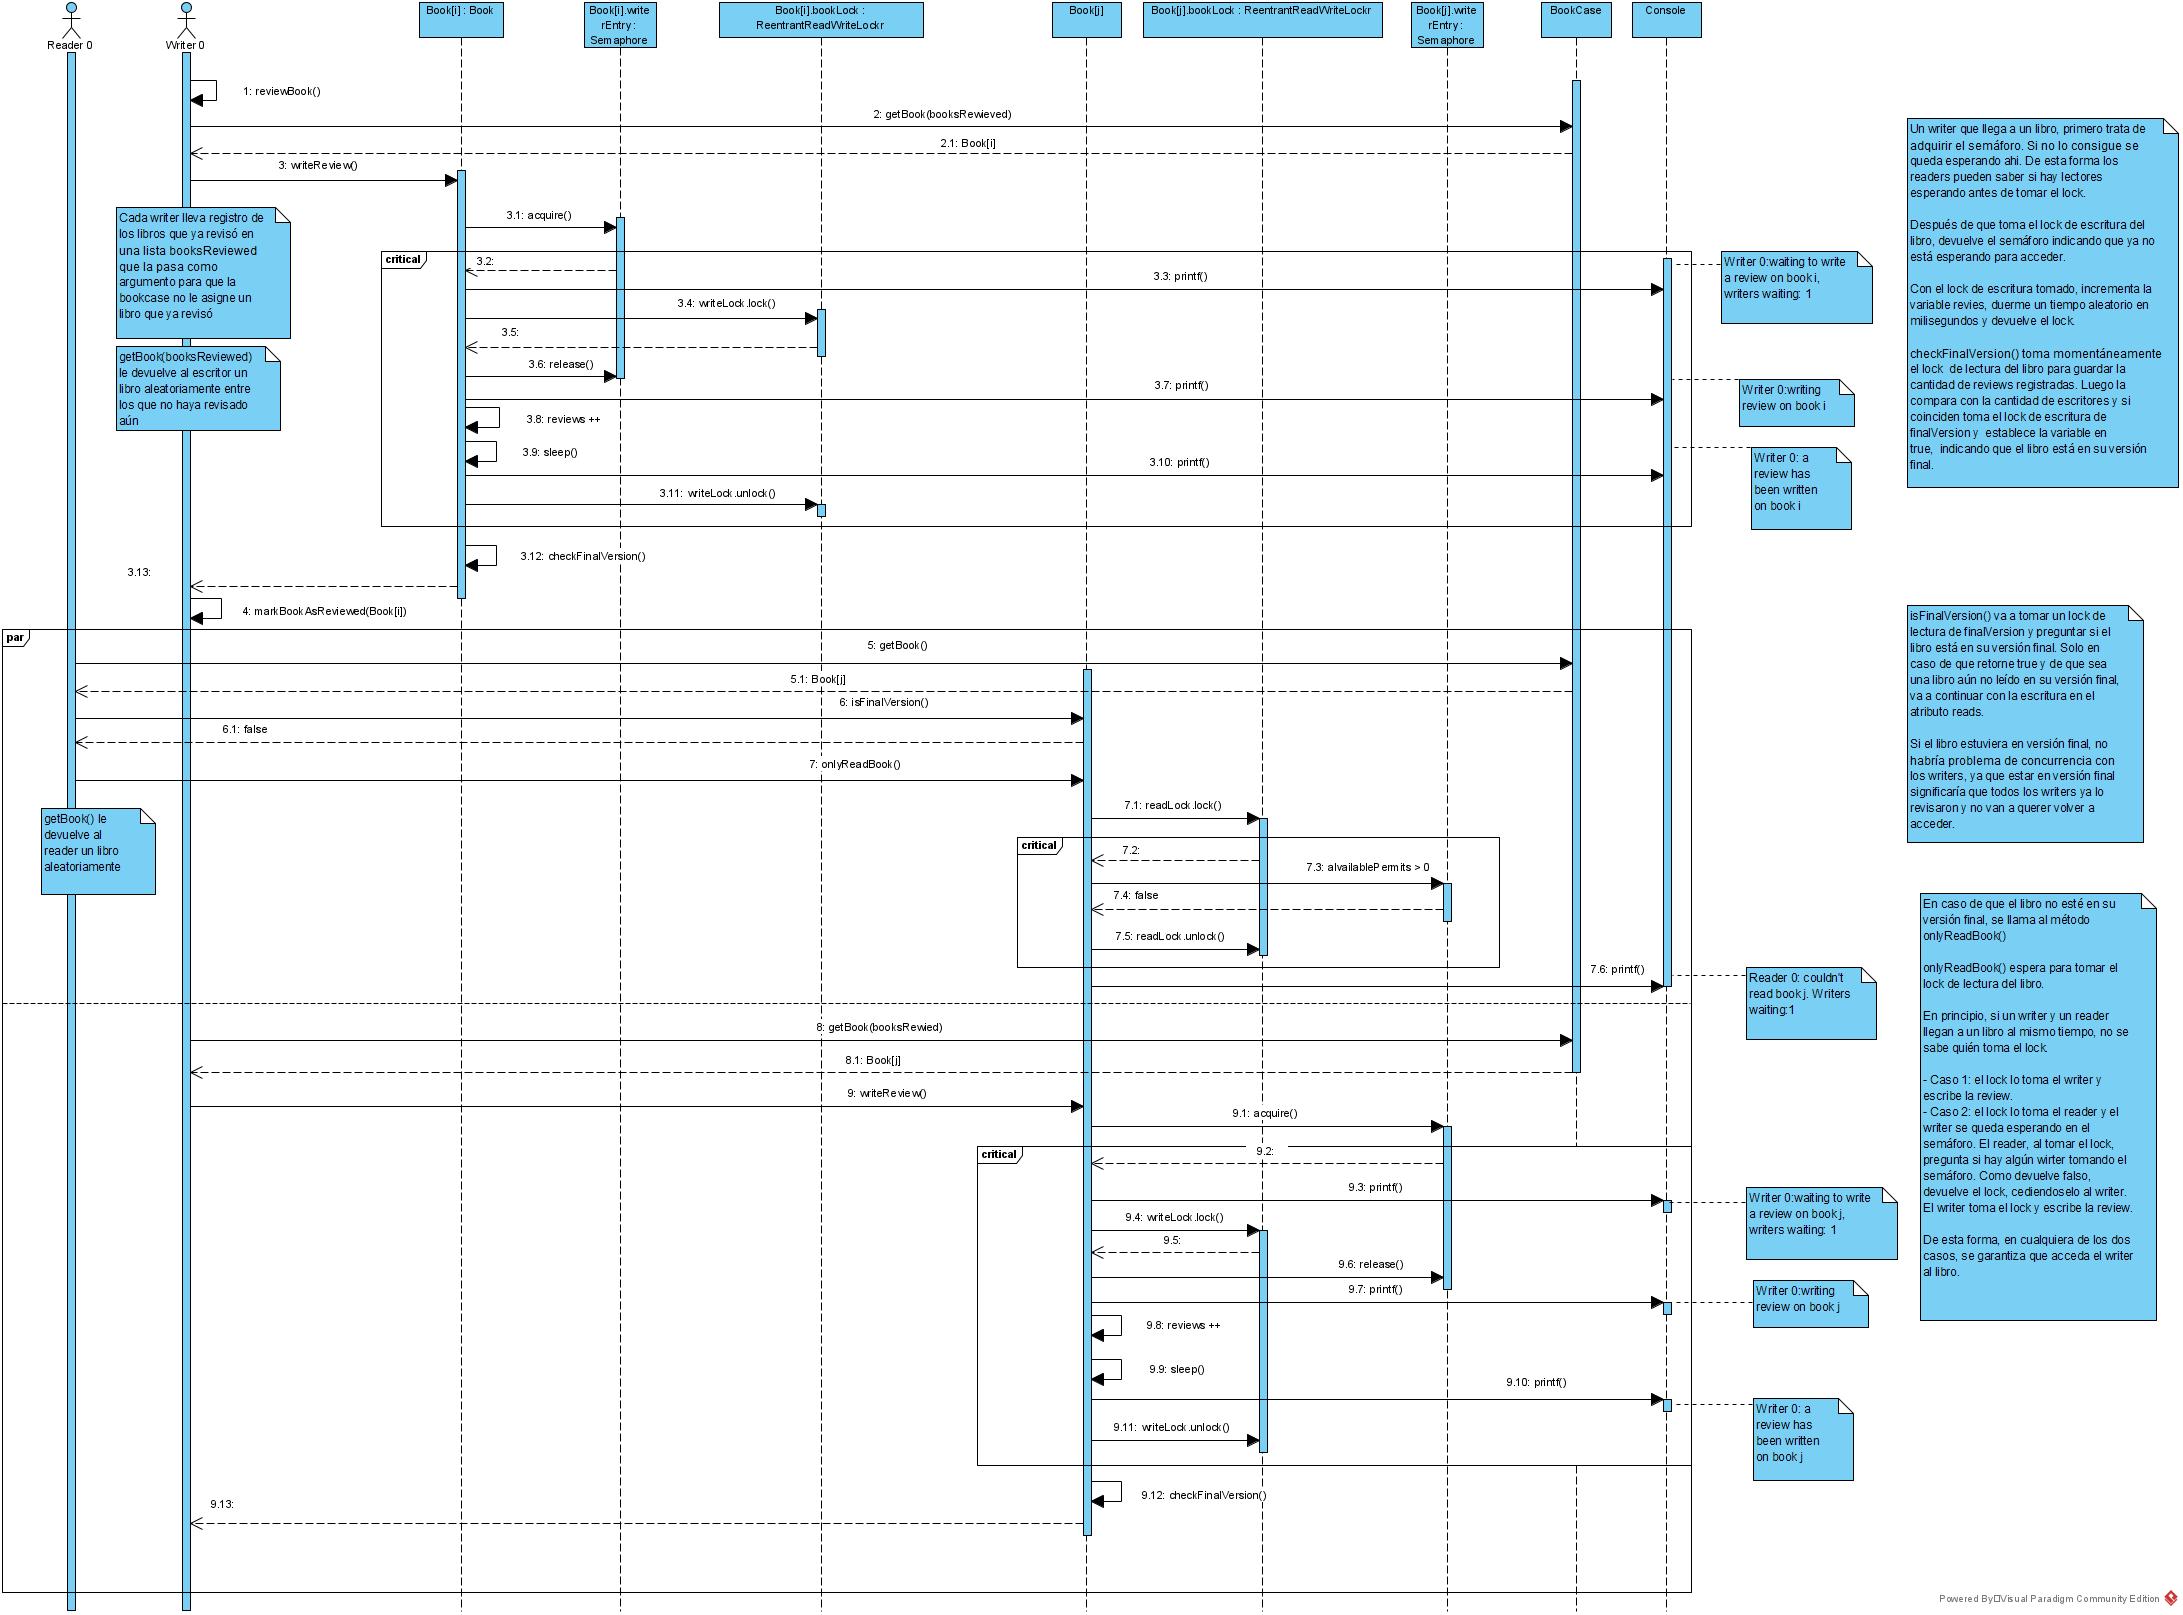 Reader 0
Writer 0
Book[i] : Book
Book[i].write
rEntry :
Semaphore
Book[i].bookLock :
ReentrantReadWriteLockr
Book[j]
Book[j].bookLock : ReentrantReadWriteLockr
Book[j].write
rEntry :
Semaphore
BookCase
Console
1: reviewBook()
2: getBook(booksRewieved)
2.1: Book[i]
3: writeReview()
Cada writer lleva registro de
los libros que ya revisó en
una lista booksReviewed
que la pasa como
argumento para que la
bookcase no le asigne un
libro que ya revisó
getBook(booksReviewed)
le devuelve al escritor un
libro aleatoriamente entre
los que no haya revisado
aún
3.1: acquire()
critical
3.2:
3.3: printf()
3.4: writeLock.lock()
3.5:
3.6: release()
3.7: printf()
3.8: reviews ++
3.9: sleep()
3.10: printf()
3.11: writeLock.unlock()
3.12: checkFinalVersion()
3.13:
4: markBookAsReviewed(Book[i])
Writer 0:waiting to write
a review on book i,
writers waiting: 1
Writer 0:writing
review on book i
Writer 0: a
review has
been written
on book i
Un writer que llega a un libro, primero trata de
adquirir el semáforo. Si no lo consigue se
queda esperando ahi. De esta forma los
readers pueden saber si hay lectores
esperando antes de tomar el lock.
Después de que toma el lock de escritura del
libro, devuelve el semáforo indicando que ya no
está esperando para acceder.
Con el lock de escritura tomado, incrementa la
variable revies, duerme un tiempo aleatorio en
milisegundos y devuelve el lock.
checkFinalVersion() toma momentáneamente
el lock de lectura del libro para guardar la
cantidad de reviews registradas. Luego la
compara con la cantidad de escritores y si
coinciden toma el lock de escritura de
finalVersion y establece la variable en
true, indicando que el libro está en su versión
final.
par
5: getBook()
5.1: Book[j]
6: isFinalVersion()
6.1: false
7: onlyReadBook()
getBook() le
devuelve al
reader un libro
aleatoriamente
7.1: readLock.lock()
critical
7.2:
7.3: alvailablePermits > 0
7.4: false
7.5: readLock.unlock()
7.6: printf()
Reader 0: couldn't
read book j. Writers
waiting:1
isFinalVersion() va a tomar un lock de
lectura de finalVersion y preguntar si el
libro está en su versión final. Solo en
caso de que retorne true y de que sea
una libro aún no leído en su versión final,
va a continuar con la escritura en el
atributo reads.
Si el libro estuviera en versión final, no
habría problema de concurrencia con
los writers, ya que estar en versión final
significaría que todos los writers ya lo
revisaron y no van a querer volver a
acceder.
8: getBook(booksRewied)
8.1: Book[j]
9: writeReview()
9.1: acquire()
critical
9.2:
9.3: printf()
9.4: writeLock.lock()
9.5:
9.6: release()
9.7: printf()
9.8: reviews ++
9.9: sleep()
9.10: printf()
9.11: writeLock.unlock()
9.12: checkFinalVersion()
9.13:
Writer 0:waiting to write
a review on book j,
writers waiting: 1
Writer 0:writing
review on book j
Writer 0: a
review has
been written
on book j
En caso de que el libro no esté en su
versión final, se llama al método
onlyReadBook()
onlyReadBook() espera para tomar el
lock de lectura del libro.
En principio, si un writer y un reader
llegan a un libro al mismo tiempo, no se
sabe quién toma el lock.
- Caso 1: el lock lo toma el writer y
escribe la review.
- Caso 2: el lock lo toma el reader y el
writer se queda esperando en el
semáforo. El reader, al tomar el lock,
pregunta si hay algún wirter tomando el
semáforo. Como devuelve falso,
devuelve el lock, cediendoselo al writer.
El writer toma el lock y escribe la review.
De esta forma, en cualquiera de los dos
casos, se garantiza que acceda el writer
al libro.
Powered By□Visual Paradigm Community Edition